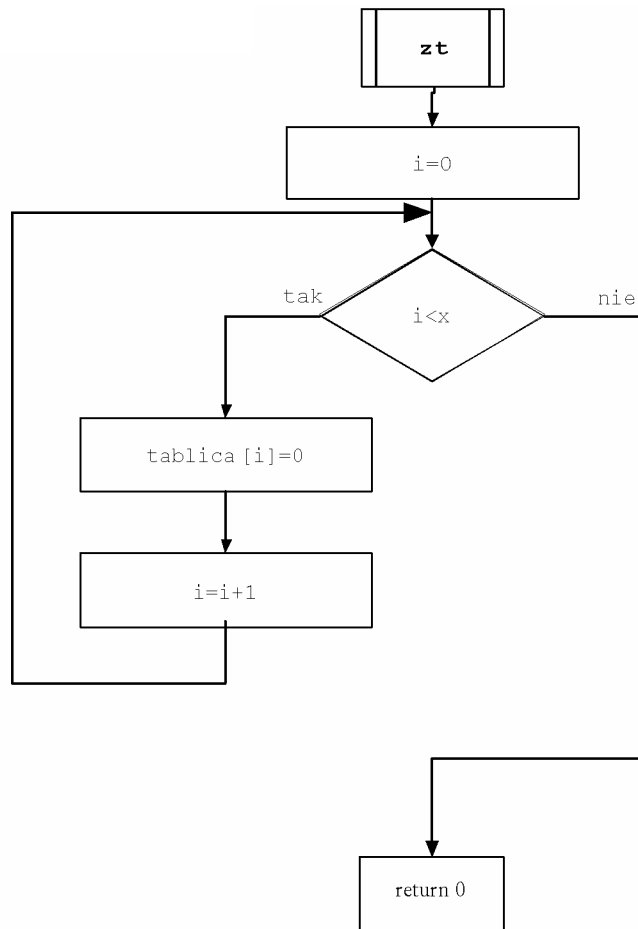 zt
i=0
i<x
tak
nie
tablica[i]=0
i=i+1
return 0